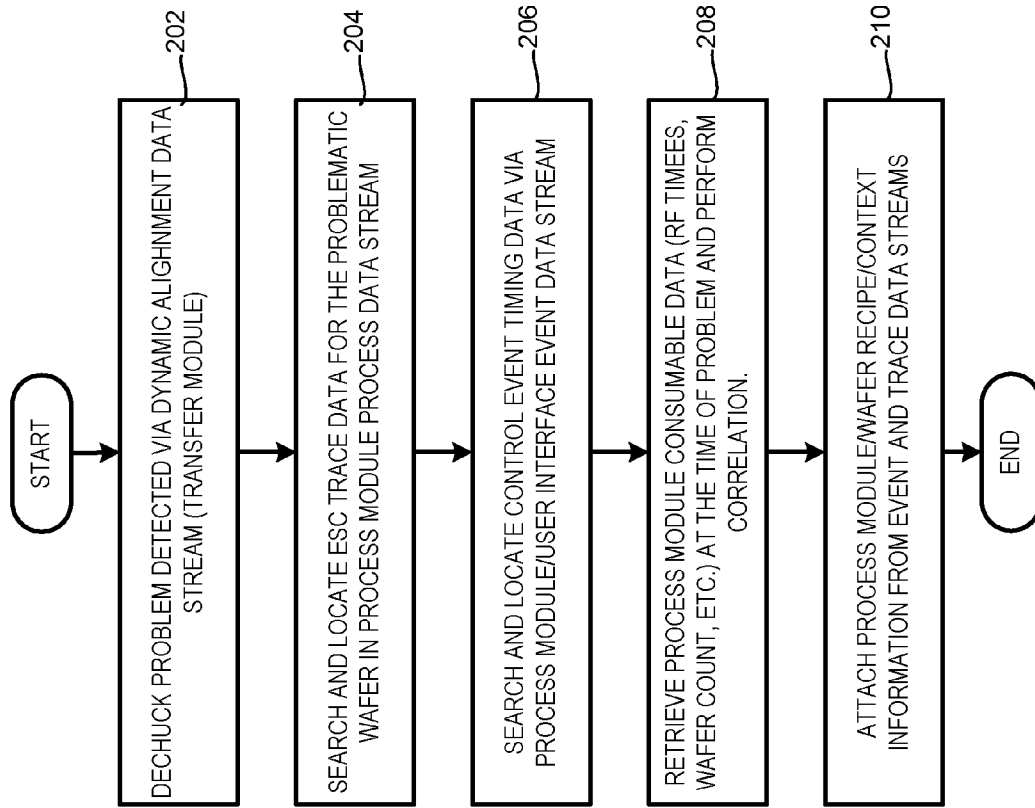 START
DECHUCK PROBLEM DETECTED VIA DYNAMIC ALIGHNMENT DATA
STREAM (TRANSFER MODULE)
202
SEARCH AND LOCATE ESC TRACE DATA FOR THE PROBLEMATIC
WAFER IN PROCESS MODULE PROCESS DATA STREAM
204
SEARCH AND LOCATE CONTROL EVENT TIMING DATA VIA
PROCESS MODULE/USER INTERFACE EVENT DATA STREAM
206
RETRIEVE PROCESS MODULE CONSUMABLE DATA (RF TIMEES,
WAFER COUNT, ETC.) AT THE TIME OF PROBLEM AND PERFORM
CORRELATION.
208
ATTACH PROCESS MODULE/WAFER RECIPE/CONTEXT
INFORMATION FROM EVENT AND TRACE DATA STREAMS
210
END